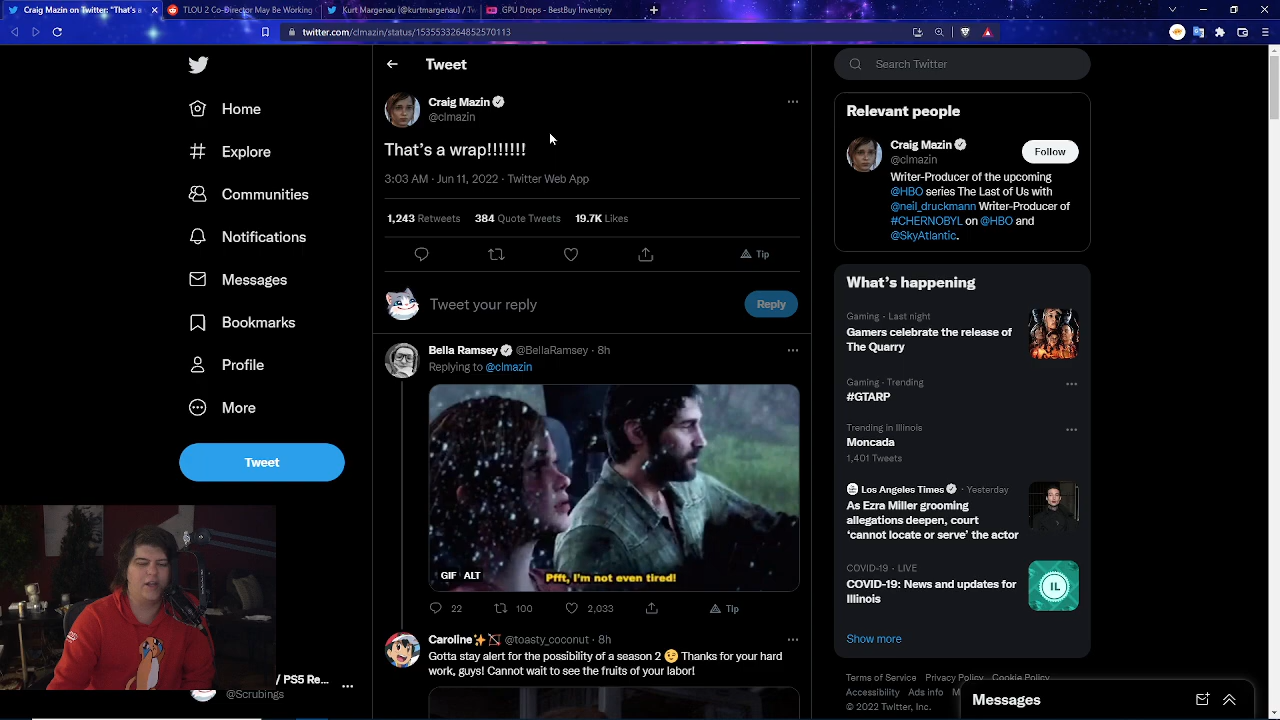 Craig Mazin on Twitter: "That's a
TLOU 2 Co-Director May Be Working
Kurt Margenau (@kurtmargenau) / Tw
GPU Drops - BestBuy Inventory
twitter.com/clmazin/status/1535533264852570113
Home
Explore
Communities
Notifications
Messages
Bookmarks
Profile
More
Tweet
/ PS5 Re...
@Scrubings
Tweet
Craig Mazin
@clmazin
That's a wrap!!!!!!!
3:03 AM · Jun 11, 2022 · Twitter Web App
1,243 Retweets 384 Quote Tweets 19.7K Likes
Tip
Tweet your reply
Reply
Bella Ramsey @BellaRamsey · 8h
Replying to @clmazin
GIF ALT
Pfft, I'm not even tired!
22 100 2,033 Tip
Caroline @toasty_coconut · 8h
Gotta stay alert for the possibility of a season 2 😉 Thanks for your hard
work, guys! Cannot wait to see the fruits of your labor!
Search Twitter
Relevant people
Craig Mazin
@clmazin
Follow
Writer-Producer of the upcoming
@HBO series The Last of Us with
@neil_druckmann Writer-Producer of
#CHERNOBYL on @HBO and
@SkyAtlantic.
What's happening
Gaming · Last night
Gamers celebrate the release of
The Quarry
Gaming · Trending
#GTARP
Trending in Illinois
Moncada
1,401 Tweets
Los Angeles Times · Yesterday
As Ezra Miller grooming
allegations deepen, court
'cannot locate or serve' the actor
COVID-19 · LIVE
COVID-19: News and updates for
Illinois
IL
Show more
Terms of Service Privacy Policy Cookie Policy
Accessibility Ads info M
© 2022 Twitter, Inc.
Messages